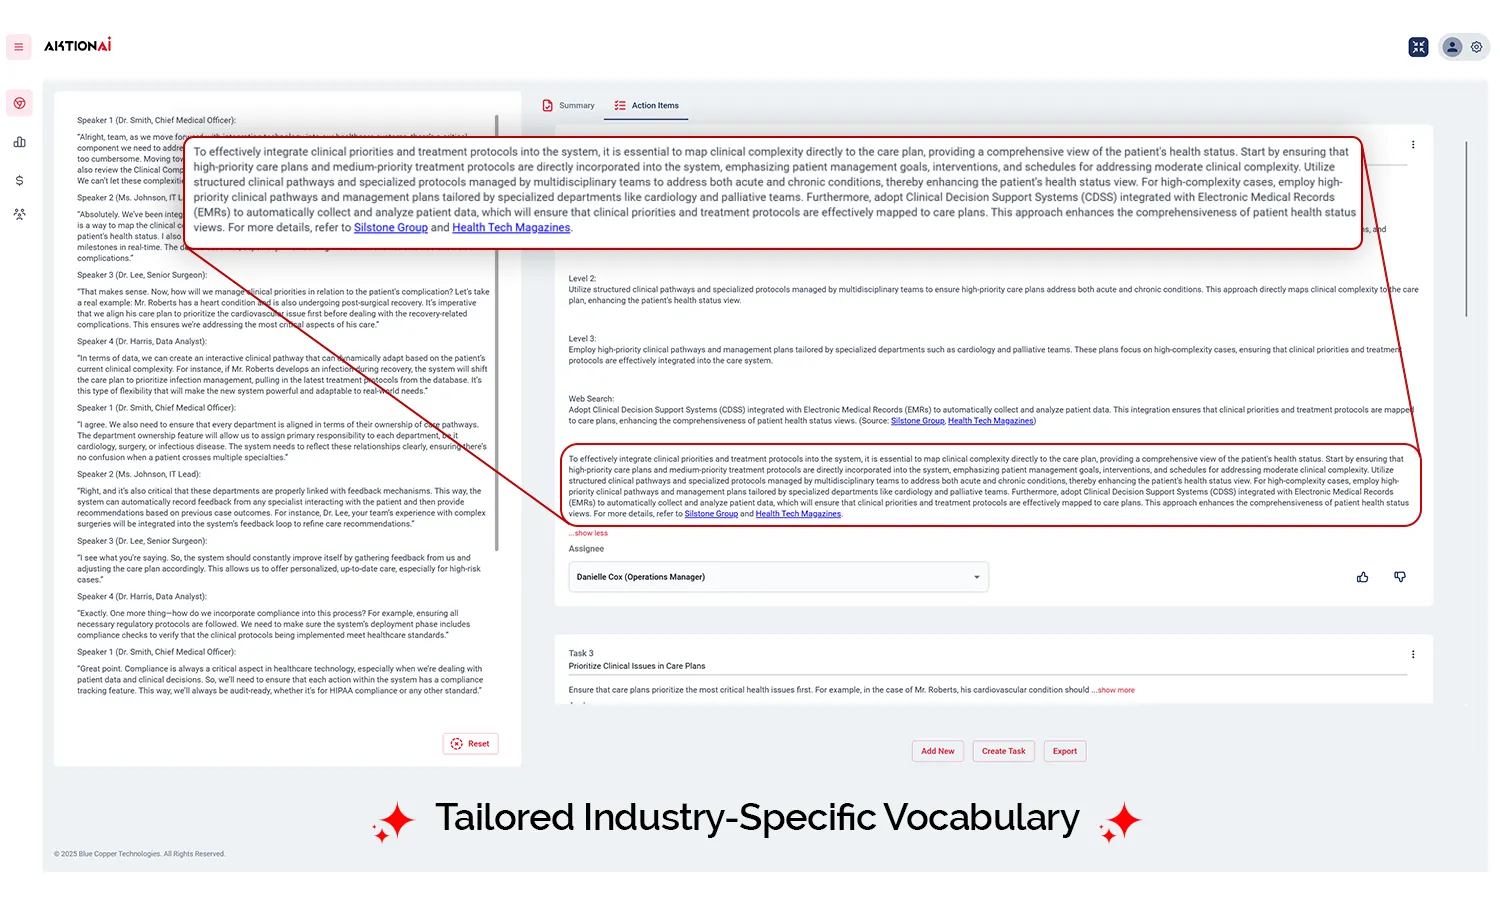 AKTIONAi
Speaker 1 (Dr. Smith, Chief Medical Officer):
"Alright, team, as we move
component we need to addre
too cumbersome. Moving
also review the Clinical Comp
We can't let these complexiti
Speaker 2 (Ms. Johnson, IT L
"Absolutely. We've been integ
is a way to map the clinical c
patient's health status. I also
milestones in real-time. The
complications."
Speaker 3 (Dr. Lee, Senior Surgeon):
"That makes sense. Now, how will we manage clinical priorities in relation to the patient's complication? Let's take
a real example: Mr. Roberts has a heart condition and is also undergoing post-surgical recovery. It's imperative
that we align his care plan to prioritize the cardiovascular issue first before dealing with the recovery-related
complications. This ensures we're addressing the most critical aspects of his care."
Speaker 4 (Dr. Harris, Data Analyst):
"In terms of data, we can create an interactive clinical pathway that can dynamically adapt based on the patient's
current clinical complexity. For instance, if Mr. Roberts develops an infection during recovery, the system will shift
the care plan to prioritize infection management, pulling in the latest treatment protocols from the database. It's
this type of flexibility that will make the new system powerful and adaptable to real-world needs."
Speaker 1 (Dr. Smith, Chief Medical Officer):
"I agree. We also need to ensure that every department is aligned in terms of their ownership of care pathways.
The department ownership feature will allow us to assign primary responsibility to each department, be it
cardiology, surgery, or infectious disease. The system needs to reflect these relationships clearly, ensuring there's
no confusion when a patient crosses multiple specialties."
Speaker 2 (Ms. Johnson, IT Lead):
"Right, and it's also critical that these departments are properly linked with feedback mechanisms. This way, the
system can automatically record feedback from any specialist interacting with the patient and then provide
recommendations based on previous case outcomes. For instance, Dr. Lee, your team's experience with complex
surgeries will be integrated into the system's feedback loop to refine care recommendations."
Speaker 3 (Dr. Lee, Senior Surgeon):
"I see what you're saying. So, the system should constantly improve itself by gathering feedback from us and
adjusting the care plan accordingly. This allows us to offer personalized, up-to-date care, especially for high-risk
cases."
Speaker 4 (Dr. Harris, Data Analyst):
"Exactly. One more thing—how do we incorporate compliance into this process? For example, ensuring all
necessary regulatory protocols are followed. We need to make sure the system's deployment phase includes
compliance checks to verify that the clinical protocols being implemented meet healthcare standards."
Speaker 1 (Dr. Smith, Chief Medical Officer):
"Great point. Compliance is always a critical aspect in healthcare technology, especially when we're dealing with
patient data and clinical decisions. So, we'll need to ensure that each action within the system has a compliance
tracking feature. This way, we'll always be audit-ready, whether it's for HIPAA compliance or any other standard."
Reset
Summary
Action Items
To effectively integrate clinical priorities and treatment protocols into the system, it is essential to map clinical complexity directly to the care plan, providing a comprehensive view of the patient's health status. Start by ensuring that
high-priority care plans and medium-priority treatment protocols are directly incorporated into the system, emphasizing patient management goals, interventions, and schedules for addressing moderate clinical complexity. Utilize
structured clinical pathways and specialized protocols managed by multidisciplinary teams to address both acute and chronic conditions, thereby enhancing the patient's health status view. For high-complexity cases, employ high-
priority clinical pathways and management plans tailored by specialized departments like cardiology and palliative teams. Furthermore, adopt Clinical Decision Support Systems (CDSS) integrated with Electronic Medical Records
(EMRs) to automatically collect and analyze patient data, which will ensure that clinical priorities and treatment protocols are effectively mapped to care plans. This approach enhances the comprehensiveness of patient health status
views. For more details, refer to Silstone Group and Health Tech Magazines.
s, and
Level 2:
Utilize structured clinical pathways and specialized protocols managed by multidisciplinary teams to ensure high-priority care plans address both acute and chronic conditions. This approach directly maps clinical complexity to the care
plan, enhancing the patient's health status view.
Level 3:
Employ high-priority clinical pathways and management plans tailored by specialized departments such as cardiology and palliative teams. These plans focus on high-complexity cases, ensuring that clinical priorities and treatment
protocols are effectively integrated into the care system.
Web Search:
Adopt Clinical Decision Support Systems (CDSS) integrated with Electronic Medical Records (EMRs) to automatically collect and analyze patient data. This integration ensures that clinical priorities and treatment protocols are mapped
to care plans, enhancing the comprehensiveness of patient health status views. (Source: Silstone Group, Health Tech Magazines)
To effectively integrate clinical priorities and treatment protocols into the system, it is essential to map clinical complexity directly to the care plan, providing a comprehensive view of the patient's health status. Start by ensuring that
high-priority care plans and medium-priority treatment protocols are directly incorporated into the system, emphasizing patient management goals, interventions, and schedules for addressing moderate clinical complexity. Utilize
structured clinical pathways and specialized protocols managed by multidisciplinary teams to address both acute and chronic conditions, thereby enhancing the patient's health status view. For high-complexity cases, employ high-
priority clinical pathways and management plans tailored by specialized departments like cardiology and palliative teams. Furthermore, adopt Clinical Decision Support Systems (CDSS) integrated with Electronic Medical Records
(EMRs) to automatically collect and analyze patient data, which will ensure that clinical priorities and treatment protocols are effectively mapped to care plans. This approach enhances the comprehensiveness of patient health status
views. For more details, refer to Silstone Group and Health Tech Magazines.
...show less
Assignee
Danielle Cox (Operations Manager)
Task 3
Prioritize Clinical Issues in Care Plans
Ensure that care plans prioritize the most critical health issues first. For example, in the case of Mr. Roberts, his cardiovascular condition should ...show more
Add New
Create Task
Export
Tailored Industry-Specific Vocabulary
© 2025 Blue Copper Technologies. All Rights Reserved.